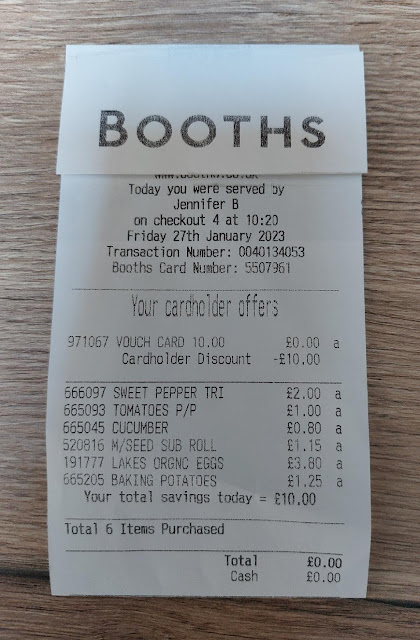 BOOTHS
Today you were served by
Jennifer B
on checkout 4 at 10:20
Friday 27th January 2023
Transaction Number: 0040134053
Booths Card Number: 5507961
Your cardholder offers
971067 VOUCH CARD 10.00 £0.00 a
Cardholder Discount -£10.00
666097 SWEET PEPPER TRI £2.00 a
665093 TOMATOES P/P £1.00 a
665045 CUCUMBER £0.80 a
520816 M/SEED SUB ROLL £1.15 a
191777 LAKES ORGNC EGGS £3.80 a
665205 BAKING POTATOES £1.25 a
Your total savings today = £10.00
Total 6 Items Purchased
Total £0.00
Cash £0.00